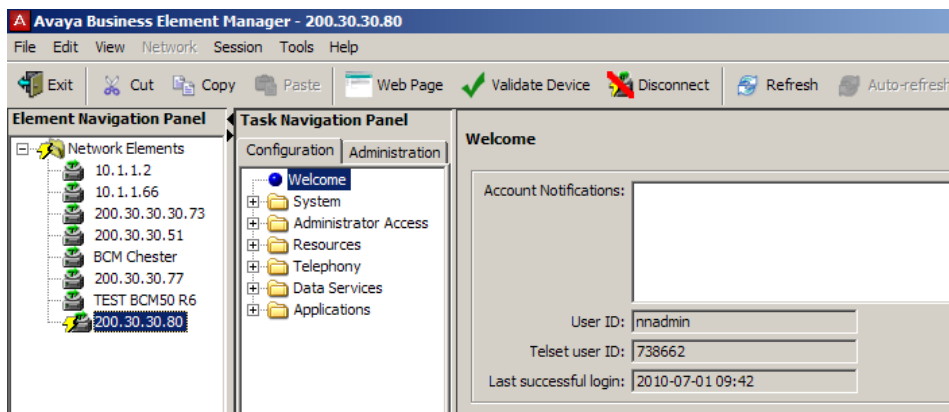 Avaya Business Element Manager - 200.30.30.80
File Edit View Network Session Tools Help
Exit Cut Copy Paste Web Page Validate Device Disconnect Refresh Auto-refresh
Element Navigation Panel
Network Elements
10.1.1.2
10.1.1.66
200.30.30.30.73
200.30.30.51
BCM Chester
200.30.30.77
TEST BCM50 R6
200.30.30.80
Task Navigation Panel
Configuration Administration
Welcome
System
Administrator Access
Resources
Telephony
Data Services
Applications
Welcome
Account Notifications:
User ID: nnadmin
Telset user ID: 738662
Last successful login: 2010-07-01 09:42